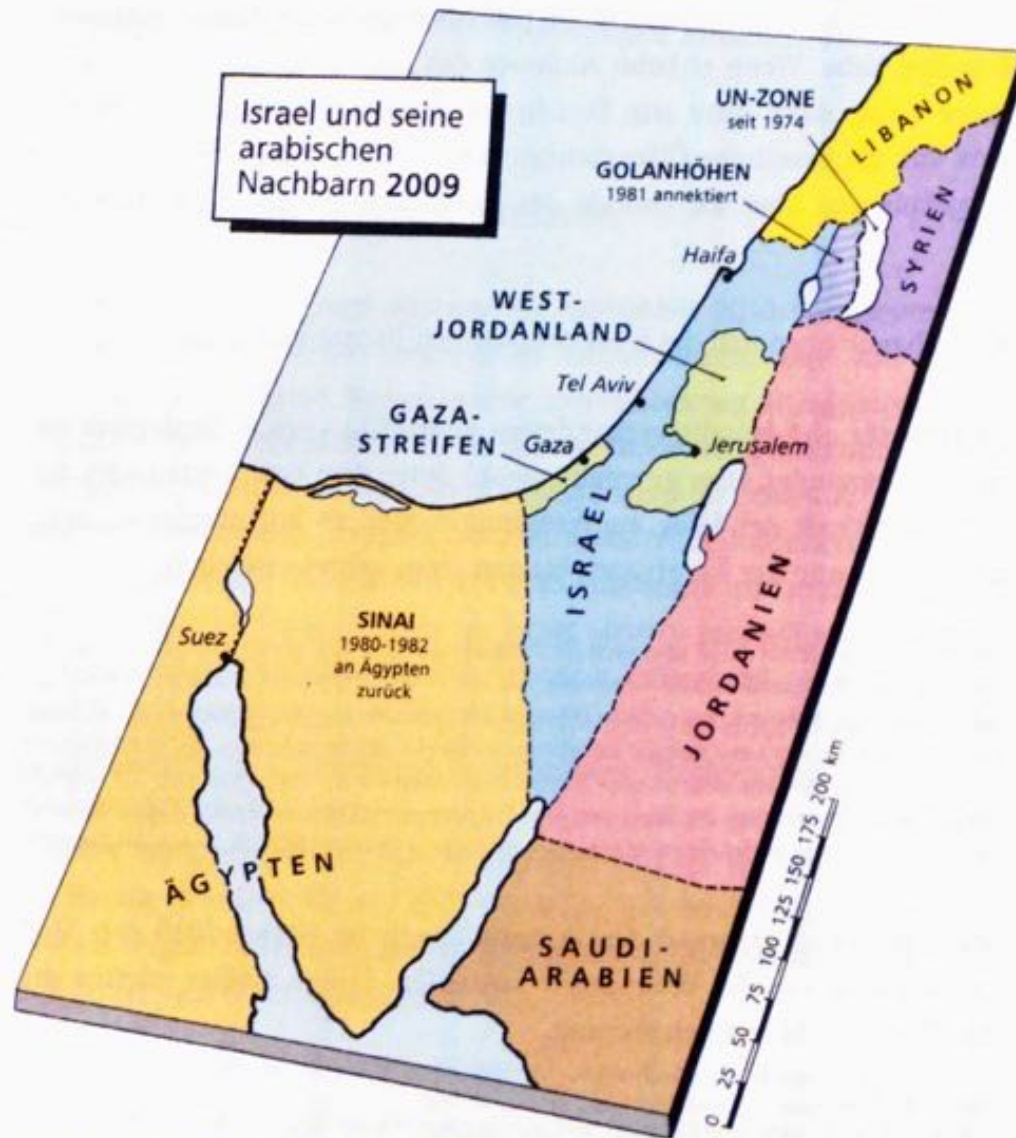 Israel und seine
arabischen
Nachbarn 2009
UN-ZONE
seit 1974
LIBANON
GOLANHÖHEN
1981 annektiert
SYRIEN
Haifa
WEST-
JORDANLAND
Tel Aviv
GAZA-
STREIFEN
Gaza
Jerusalem
ISRAEL
SINAI
1980-1982
an Ägypten
zurück
Suez
JORDANIEN
ÄGYPTEN
SAUDI-
ARABIEN
0 25 50 75 100 125 150 175 200 km